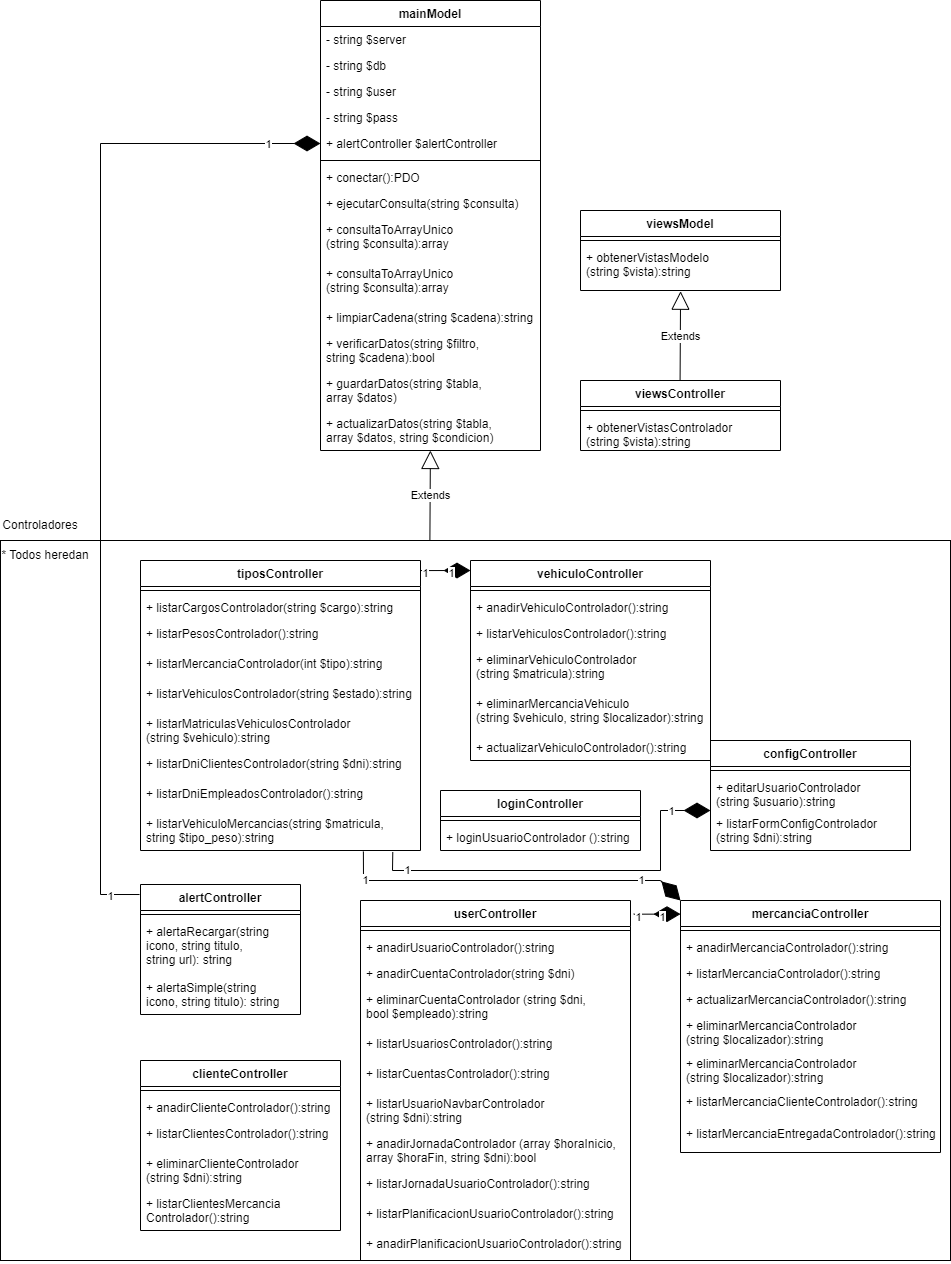 mainModel
- string $server
- string $db
- string $user
- string $pass
+ alertController $alertController
1
+ conectar():PDO
+ ejecutarConsulta(string $consulta)
+ consultaToArrayUnico
(string $consulta):array
+ consultaToArrayUnico
(string $consulta):array
+ limpiarCadena(string $cadena):string
+ verificarDatos(string $filtro,
string $cadena):bool
+ guardarDatos(string $tabla,
array $datos)
+ actualizarDatos(string $tabla,
array $datos, string $condicion)
viewsModel
+ obtenerVistasModelo
(string $vista):string
Extends
viewsController
+ obtenerVistasControlador
(string $vista):string
Extends
Controladores
* Todos heredan
tiposController
+ listarCargosControlador(string $cargo):string
+ listarPesosControlador():string
+ listarMercanciaControlador(int $tipo):string
+ listarVehiculosControlador(string $estado):string
+ listarMatriculasVehiculosControlador
(string $vehiculo):string
+ listarDniClientesControlador(string $dni):string
+ listarDniEmpleadosControlador():string
+ listarVehiculoMercancias(string $matricula,
string $tipo_peso):string
1
1
vehiculoController
+ anadirVehiculoControlador():string
+ listarVehiculosControlador():string
+ eliminarVehiculoControlador
(string $matricula):string
+ eliminarMercanciaVehiculo
(string $vehiculo, string $localizador):string
+ actualizarVehiculoControlador():string
configController
+ editarUsuarioControlador
(string $usuario):string
+ listarFormConfigControlador
(string $dni):string
1
loginController
+ loginUsuarioControlador ():string
1
1
1
1
alertController
+ alertaRecargar(string
icono, string titulo,
string url): string
+ alertaSimple(string
icono, string titulo): string
userController
+ anadirUsuarioControlador():string
+ anadirCuentaControlador(string $dni)
+ eliminarCuentaControlador (string $dni,
bool $empleado):string
+ listarUsuariosControlador():string
+ listarCuentasControlador():string
+ listarUsuarioNavbarControlador
(string $dni):string
+ anadirJornadaControlador (array $horaInicio,
array $horaFin, string $dni):bool
+ listarJornadaUsuarioControlador():string
+ listarPlanificacionUsuarioControlador():string
+ anadirPlanificacionUsuarioControlador():string
1
1
mercanciaController
+ anadirMercanciaControlador():string
+ listarMercanciaControlador():string
+ actualizarMercanciaControlador():string
+ eliminarMercanciaControlador
(string $localizador):string
+ eliminarMercanciaControlador
(string $localizador):string
+ listarMercanciaClienteControlador():string
+ listarMercanciaEntregadaControlador():string
clienteController
+ anadirClienteControlador():string
+ listarClientesControlador():string
+ eliminarClienteControlador
(string $dni):string
+ listarClientesMercancia
Controlador():string